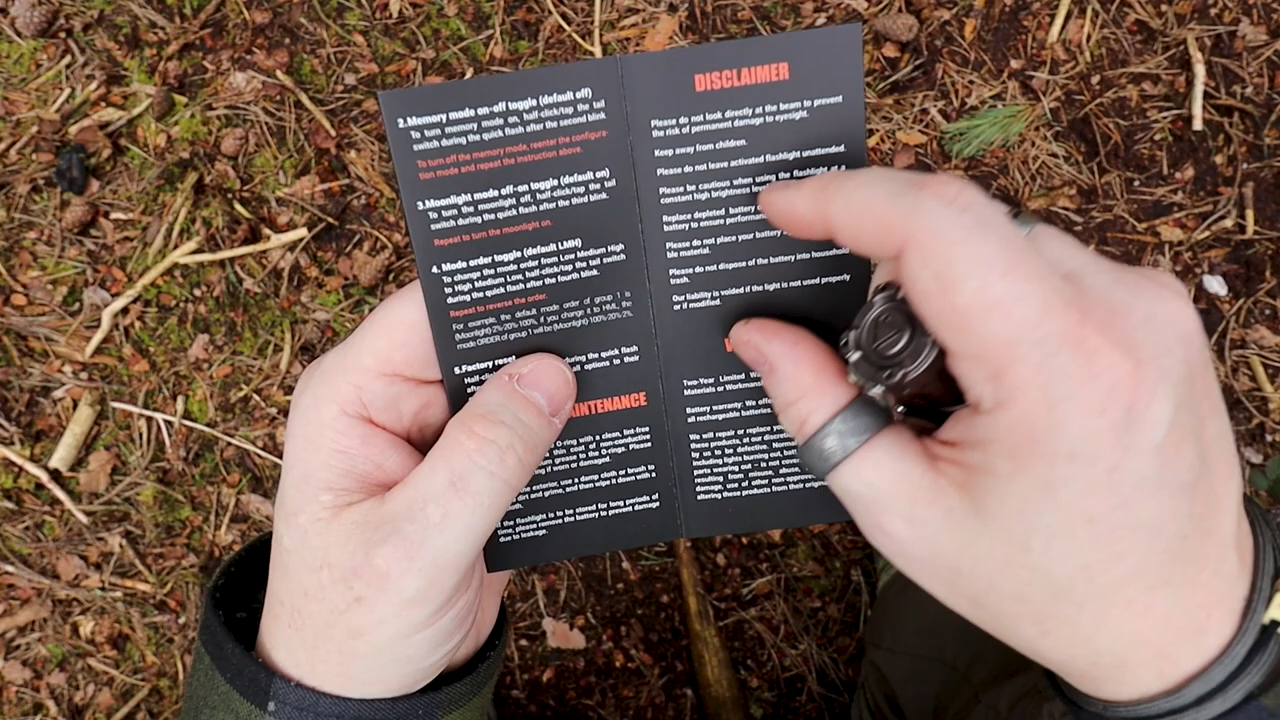 2.Memory mode on-off toggle (default off)
To turn memory mode on, half-click/tap the tail
switch during the quick flash after the second blink
To turn off the memory mode, reenter the configura-
tion mode and repeat the instruction above.
3.Moonlight mode off-on toggle (default on)
To turn the moonlight off, half-click/tap the tail
switch during the quick flash after the third blink.
Repeat to turn the moonlight on.
4. Mode order toggle (default LMH)
To change the mode order from Low Medium High
to High Medium Low, half-click/tap the tail switch
during the quick flash after the fourth blink.
Repeat to reverse the order.
For example, the default mode order of group 1 is
(Moonlight) 2%-20%-100%, if you change it to HML, the
mode ORDER of group 1 will be (Moonlight)-100%-20%-2%.
5.Factory reset
during the quick flash
all options to their
O-ring with a clean, lint-free
thin coat of non-conductive
grease to the O-rings. Please
if worn or damaged.
exterior, use a damp cloth or brush to
dirt and grime, and then wipe it down with a
the flashlight is to be stored for long periods of
time, please remove the battery to prevent damage
due to leakage.
DISCLAIMER
Please do not look directly at the beam to prevent
the risk of permanent damage to eyesight.
Keep away from children.
Please do not leave activated flashlight unattended.
Please be cautious when using the flashlight at a
constant high brightness
Replace depleted battery
battery to ensure
Please do not place your battery
material.
Please do not dispose of the battery into household
trash.
Our liability is voided if the light is not used properly
or if modified.
Two-Year Limited
Materials or
Battery warranty: We
all rechargeable batteries.
We will repair or replace
these products, at our
by us to be defective.
including lights burning out,
parts wearing out – is not
resulting from misuse, abuse,
damage, use of other
altering these products from their